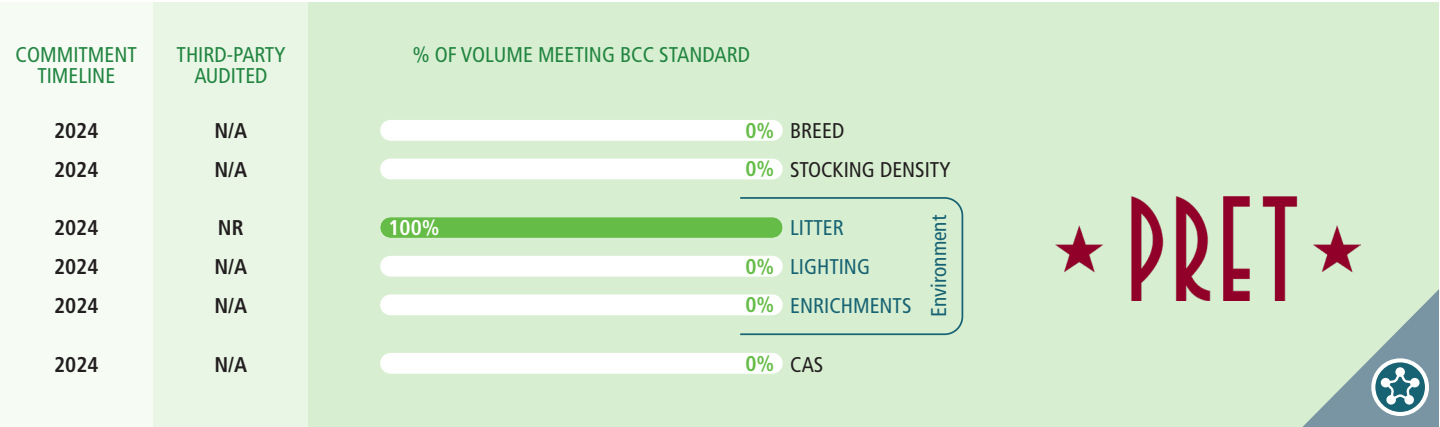 COMMITMENT
TIMELINE
THIRD-PARTY
AUDITED
% OF VOLUME MEETING BCC STANDARD
2024 N/A 0% BREED
2024 N/A 0% STOCKING DENSITY
2024 NR 100% LITTER
2024 N/A 0% LIGHTING
2024 N/A 0% ENRICHMENTS
Environment
2024 N/A 0% CAS
PRET